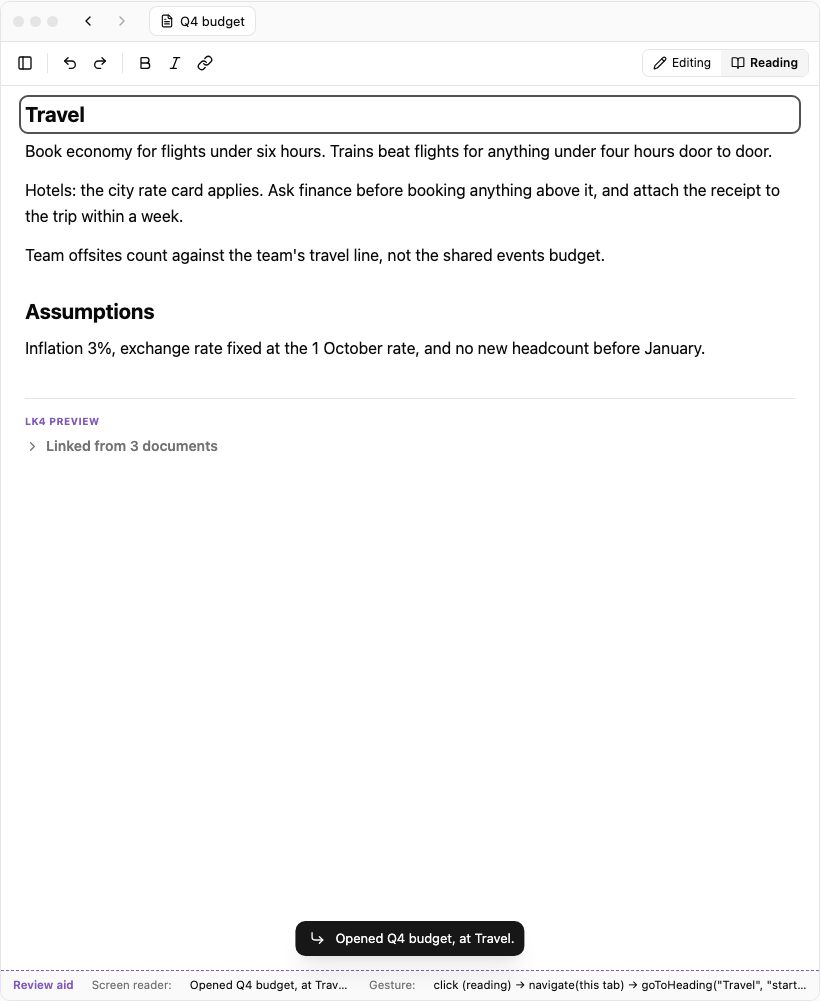 Q4 budget
Editing
Reading
Travel
Book economy for flights under six hours. Trains beat flights for anything under four hours door to door.
Hotels: the city rate card applies. Ask finance before booking anything above it, and attach the receipt to
the trip within a week.
Team offsites count against the team's travel line, not the shared events budget.
Assumptions
Inflation 3%, exchange rate fixed at the 1 October rate, and no new headcount before January.
LK4 PREVIEW
Linked from 3 documents
Opened Q4 budget, at Travel.
Review aid Screen reader: Opened Q4 budget, at Trav... Gesture: click (reading) → navigate(this tab) → goToHeading("Travel", "start...